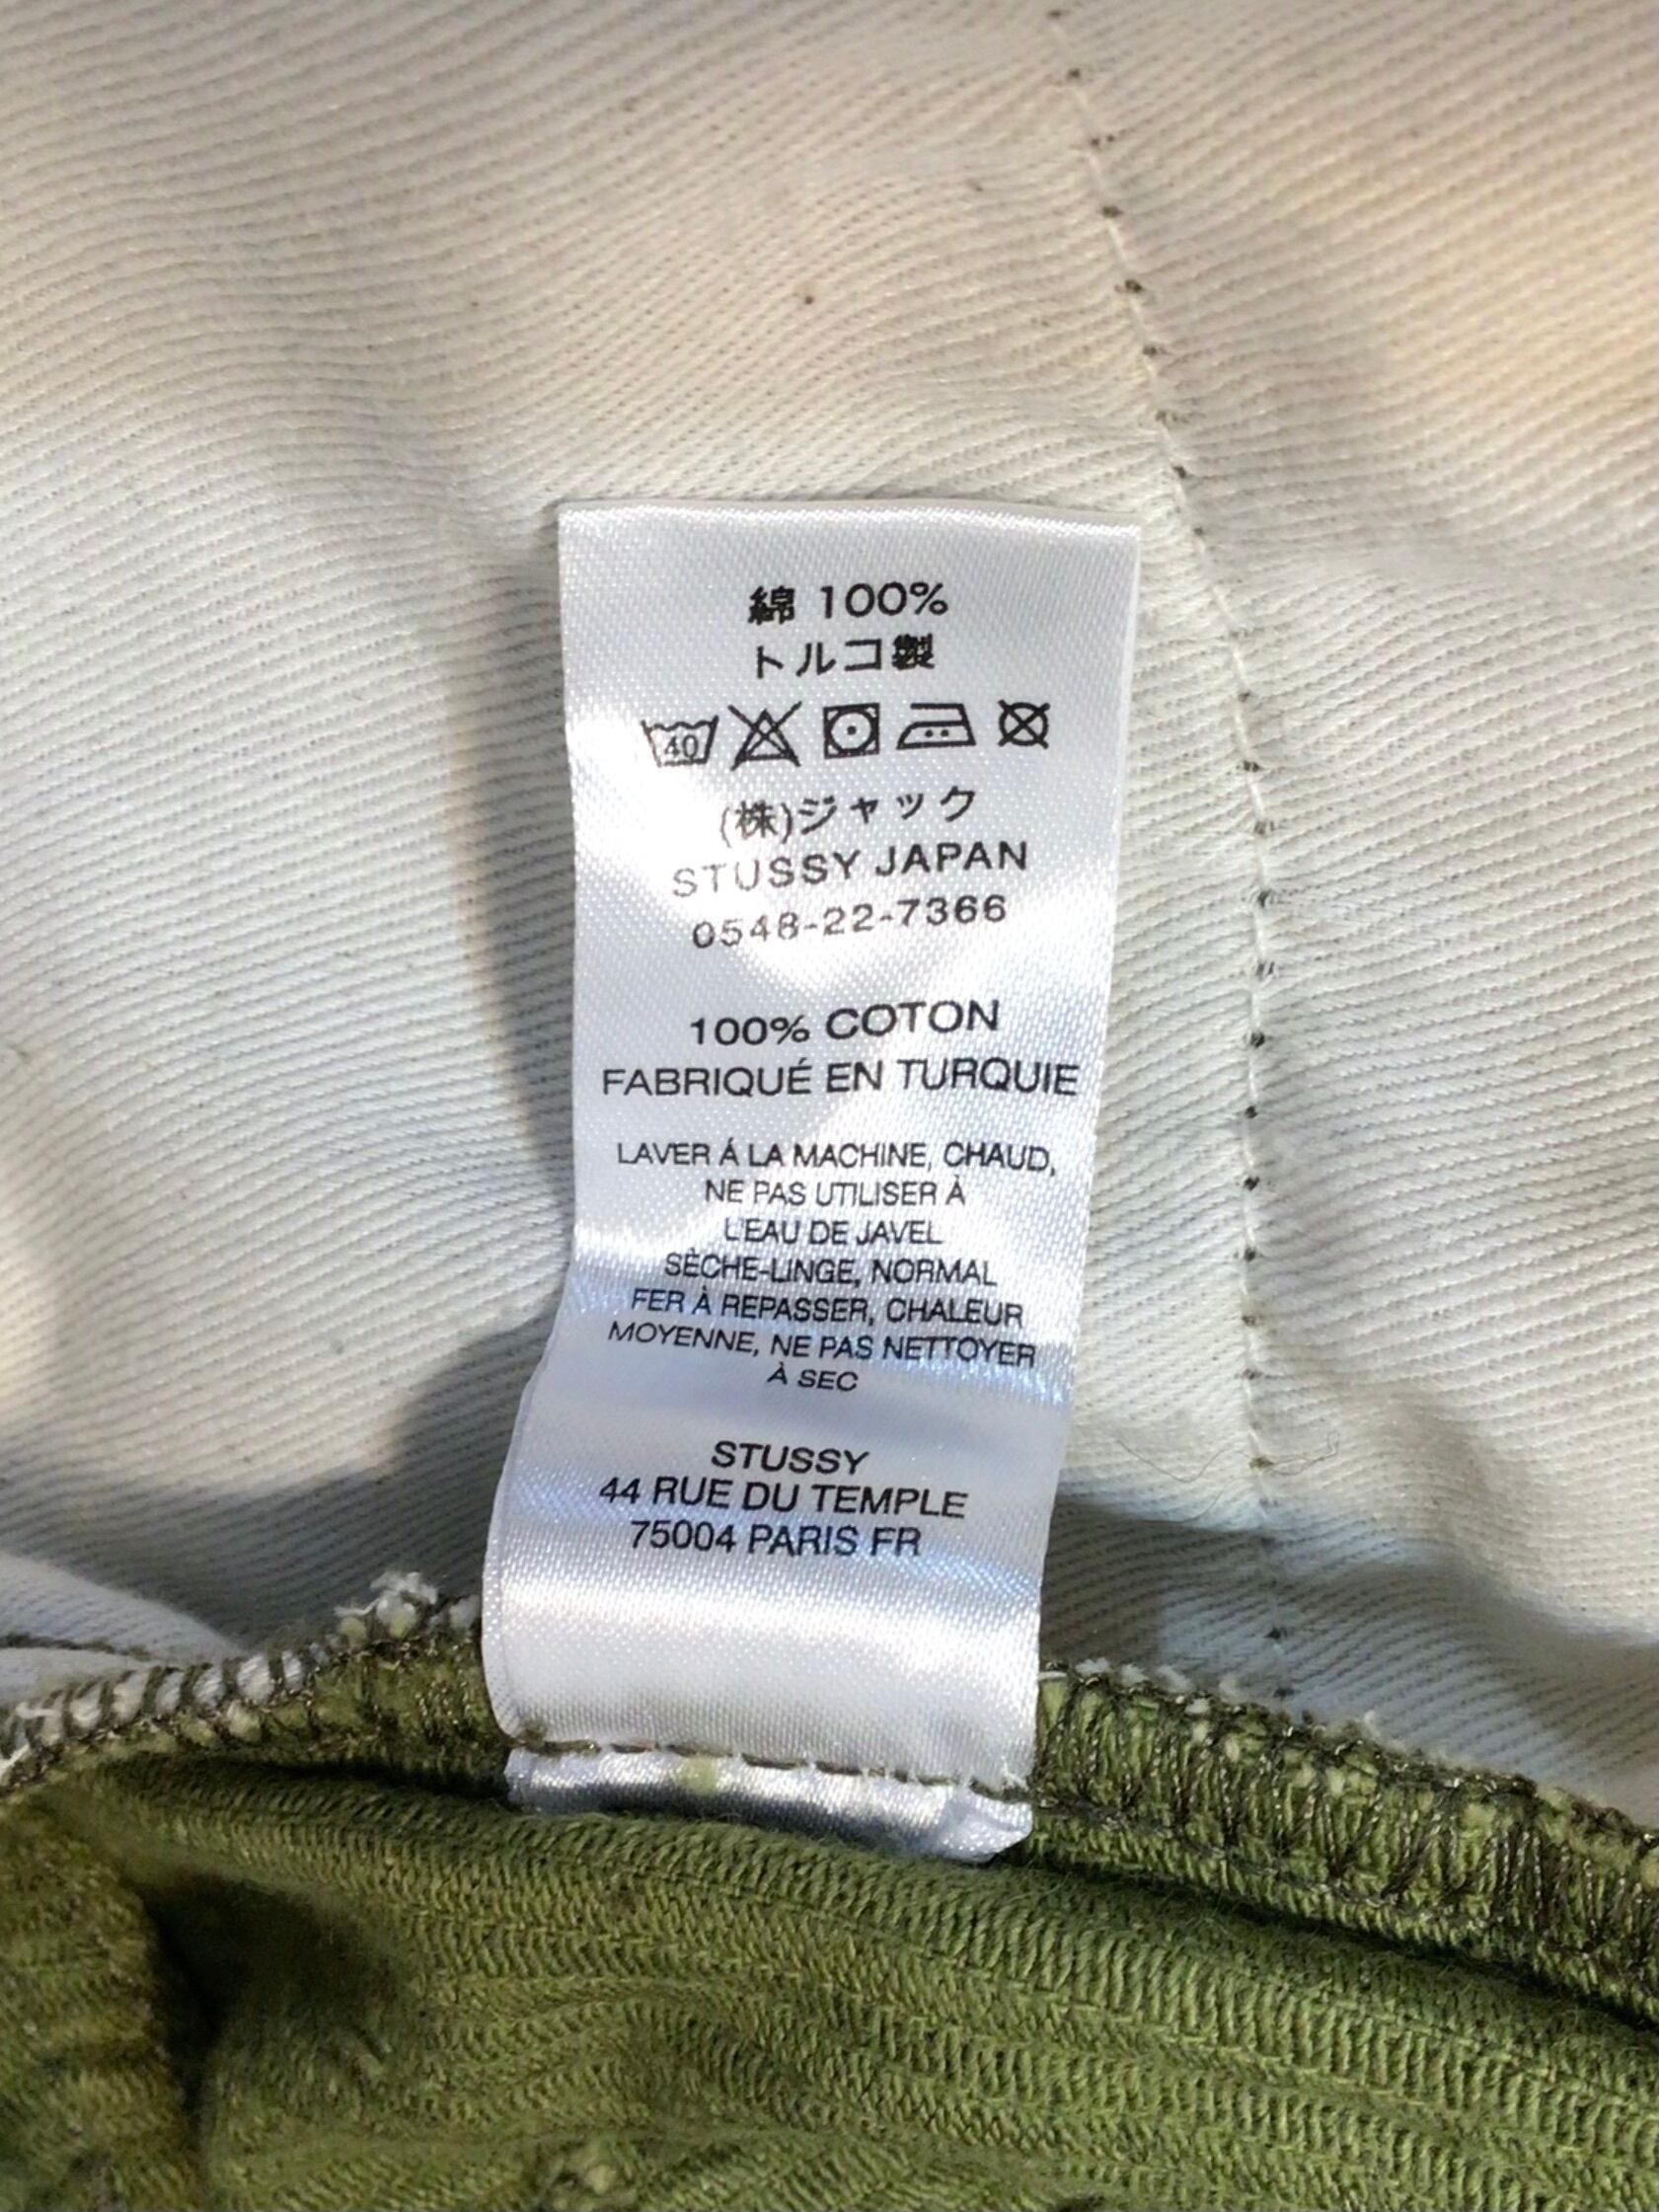 綿 100%
トルコ製
40
(株)ジャック
STUSSY JAPAN
0548-22-7366
100% COTON
FABRIQUÉ EN TURQUIE
LAVER Á LA MACHINE, CHAUD,
NE PAS UTILISER À
L'EAU DE JAVEL
SÈCHE-LINGE, NORMAL
FER À REPASSER, CHALEUR
MOYENNE, NE PAS NETTOYER
À SEC
STUSSY
44 RUE DU TEMPLE
75004 PARIS FR